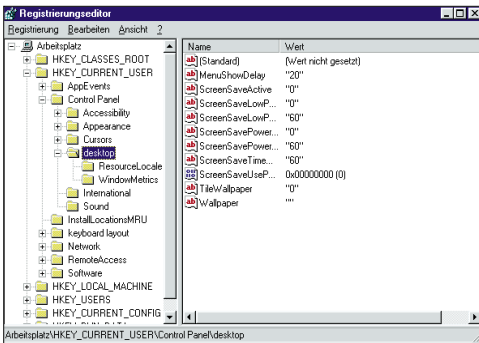 Registrierungseditor
Registrierung Bearbeiten Ansicht ?
Arbeitsplatz
HKEY_CLASSES_ROOT
HKEY_CURRENT_USER
AppEvents
Control Panel
Accessibility
Appearance
Cursors
desktop
ResourceLocale
WindowMetrics
International
Sound
InstallLocationsMRU
keyboard layout
Network
RemoteAccess
Software
HKEY_LOCAL_MACHINE
HKEY_USERS
HKEY_CURRENT_CONFIG
Name Wert
(Standard) (Wert nicht gesetzt)
MenuShowDelay "20"
ScreenSaveActive "0"
ScreenSaveLowP... "0"
ScreenSaveLowP... "60"
ScreenSavePower... "0"
ScreenSavePower... "60"
ScreenSaveTime... "60"
ScreenSaveUseP... 0x00000000 (0)
TileWallpaper "0"
Wallpaper ""
Arbeitsplatz\HKEY_CURRENT_USER\Control Panel\desktop